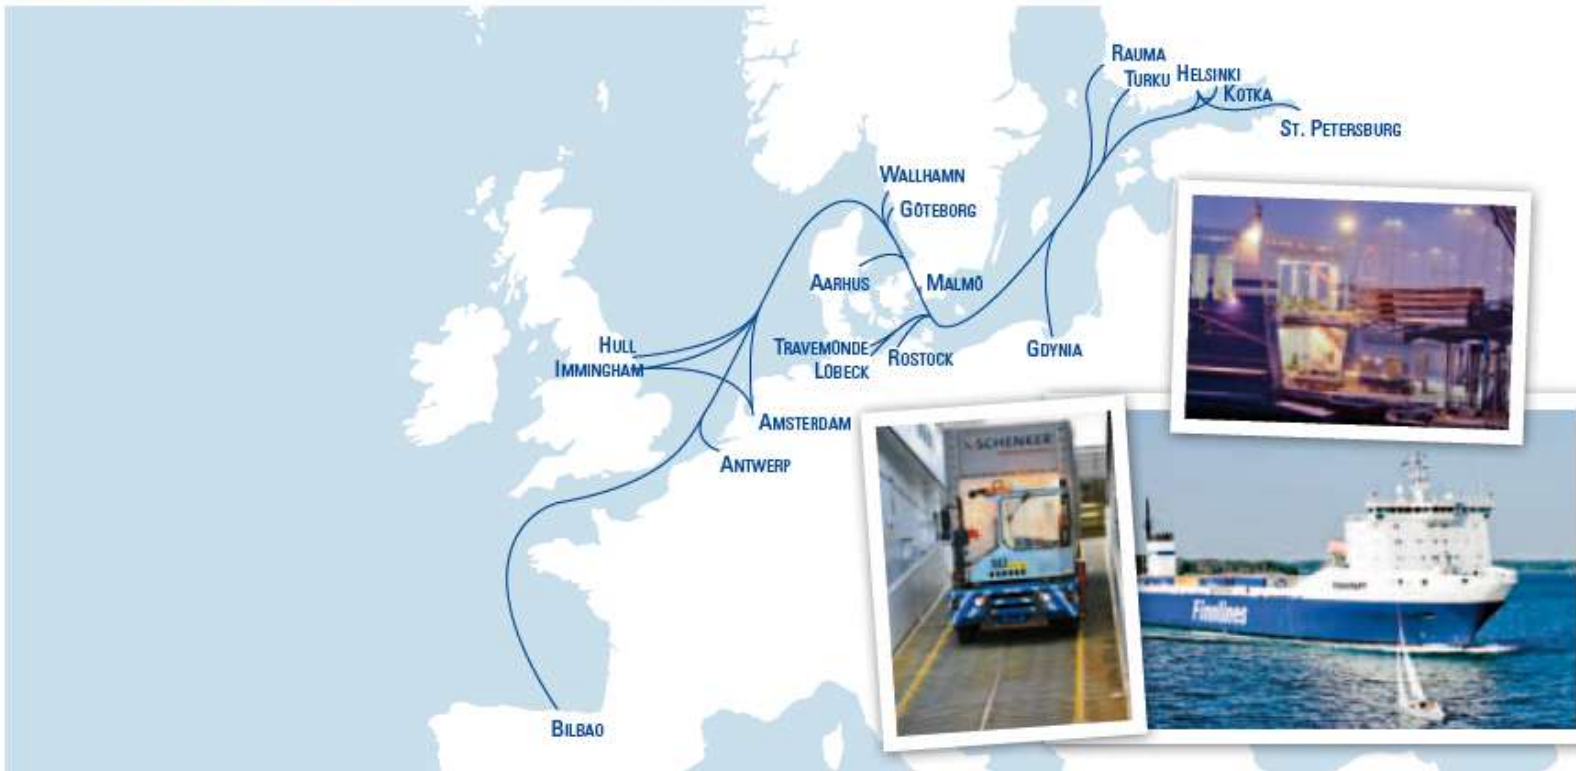 RAUMA
TURKU
HELSINKI
KOTKA
ST. PETERSBURG
WALLHAMN
GÖTEBORG
AARHUS
MALMÖ
HULL
IMMINGHAM
TRAVEMÜNDE
LÜBECK
ROSTOCK
GDYNIA
AMSTERDAM
ANTWERP
BILBAO
SCHENKER
Finnlines